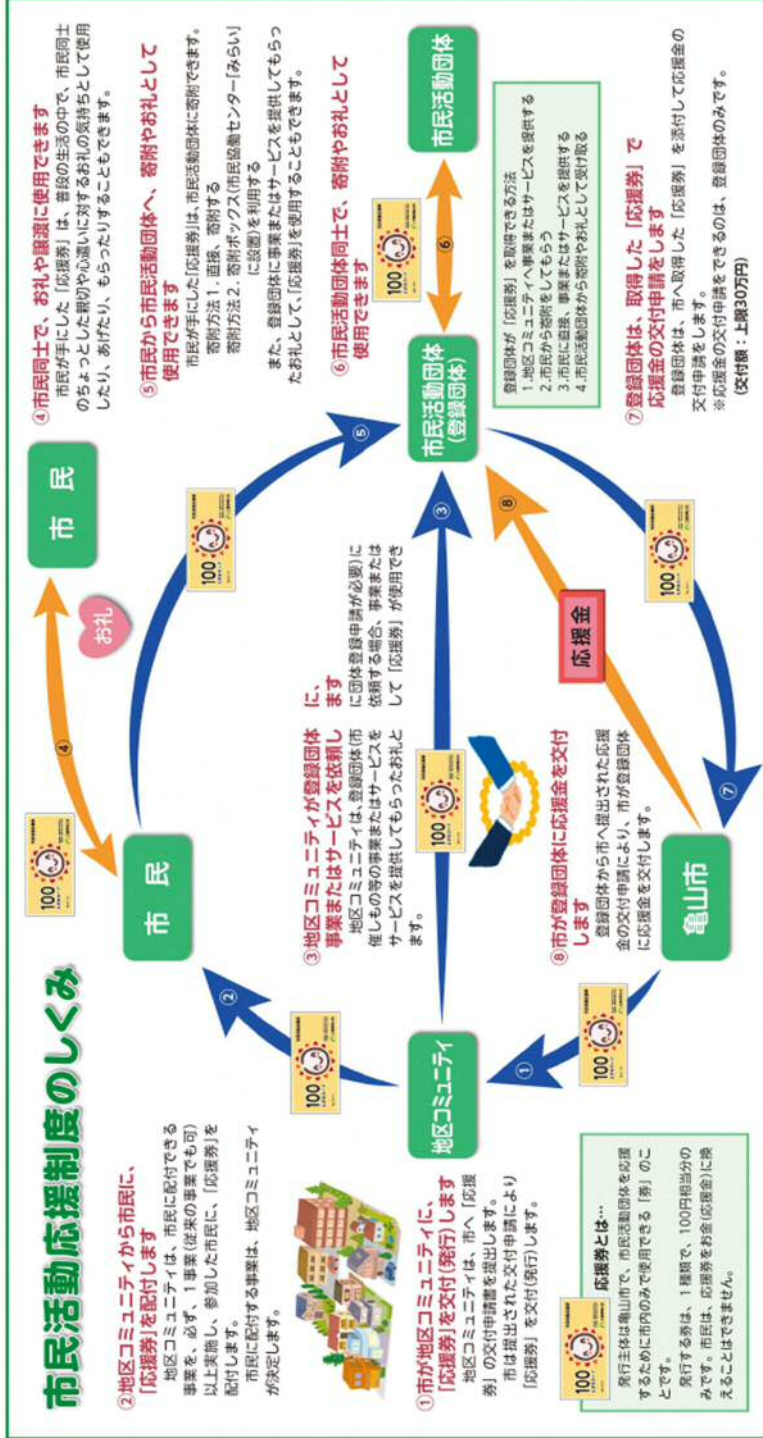 市民活動応援制度のしくみ
②地区コミュニティから市民に、
「応援券」を配付します
地区コミュニティは、市民に配付できる
事業を、必ず、1事業(従来の事業でも可)
以上実施し、参加した市民に、「応援券」を
配付します。
市民に配付する事業は、地区コミュニティ
が決定します。
①市が地区コミュニティに、
「応援券」を交付(発行)します
地区コミュニティは、市へ「応援
券」の交付申請書を提出します。
市は提出された交付申請により
「応援券」を交付(発行)します。
100
応援券とは…
発行主体は亀山市で、市民活動団体を応援
するために市内のみで使用できる「券」のこ
とです。
発行する券は、1種類で、100円相当分の
みです。市民は、応援券をお金(応援金)に換
えることはできません。
100
④
市民
お礼
市民
②
100
地区コミュニティ
①
100
亀山市
③地区コミュニティが登録団体に、
事業またはサービスを依頼します
地区コミュニティは、登録団体(市に団体登録申請が必要)に
催しもの等の事業またはサービスを依頼する場合、事業または
サービスを提供してもらったお礼として「応援券」が使用でき
ます。
100
③
⑧市が登録団体に応援金を交付
します
登録団体から市へ提出された応援
金の交付申請により、市が登録団体
に応援金を交付します。
応援金
⑧
100
⑤
市民活動団体
(登録団体)
100
⑦
④市民同士で、お礼や譲渡に使用できます
市民が手にした「応援券」は、普段の生活の中で、市民同士
のちょっとした親切や心遣いに対するお礼の気持ちとして使用
したり、あげたり、もらったりすることもできます。
⑤市民から市民活動団体へ、寄附やお礼として
使用できます
市民が手にした「応援券」は、市民活動団体に寄附できます。
寄附方法1.直接、寄附する
寄附方法2.寄附ボックス(市民協働センター「みらい」
に設置)を利用する
また、登録団体に事業またはサービスを提供してもらっ
たお礼として、「応援券」を使用することもできます。
⑥市民活動団体同士で、寄附やお礼として
使用できます
100
⑥
市民活動団体
登録団体が「応援券」を取得できる方法
1.地区コミュニティへ事業またはサービスを提供する
2.市民から寄附をしてもらう
3.市民に直接、事業またはサービスを提供する
4.市民活動団体から寄附やお礼として受け取る
⑦登録団体は、取得した「応援券」で
応援金の交付申請をします
登録団体は、市へ取得した「応援券」を添付して応援金の
交付申請をします。
※応援金の交付申請をできるのは、登録団体のみです。
(交付額:上限30万円)